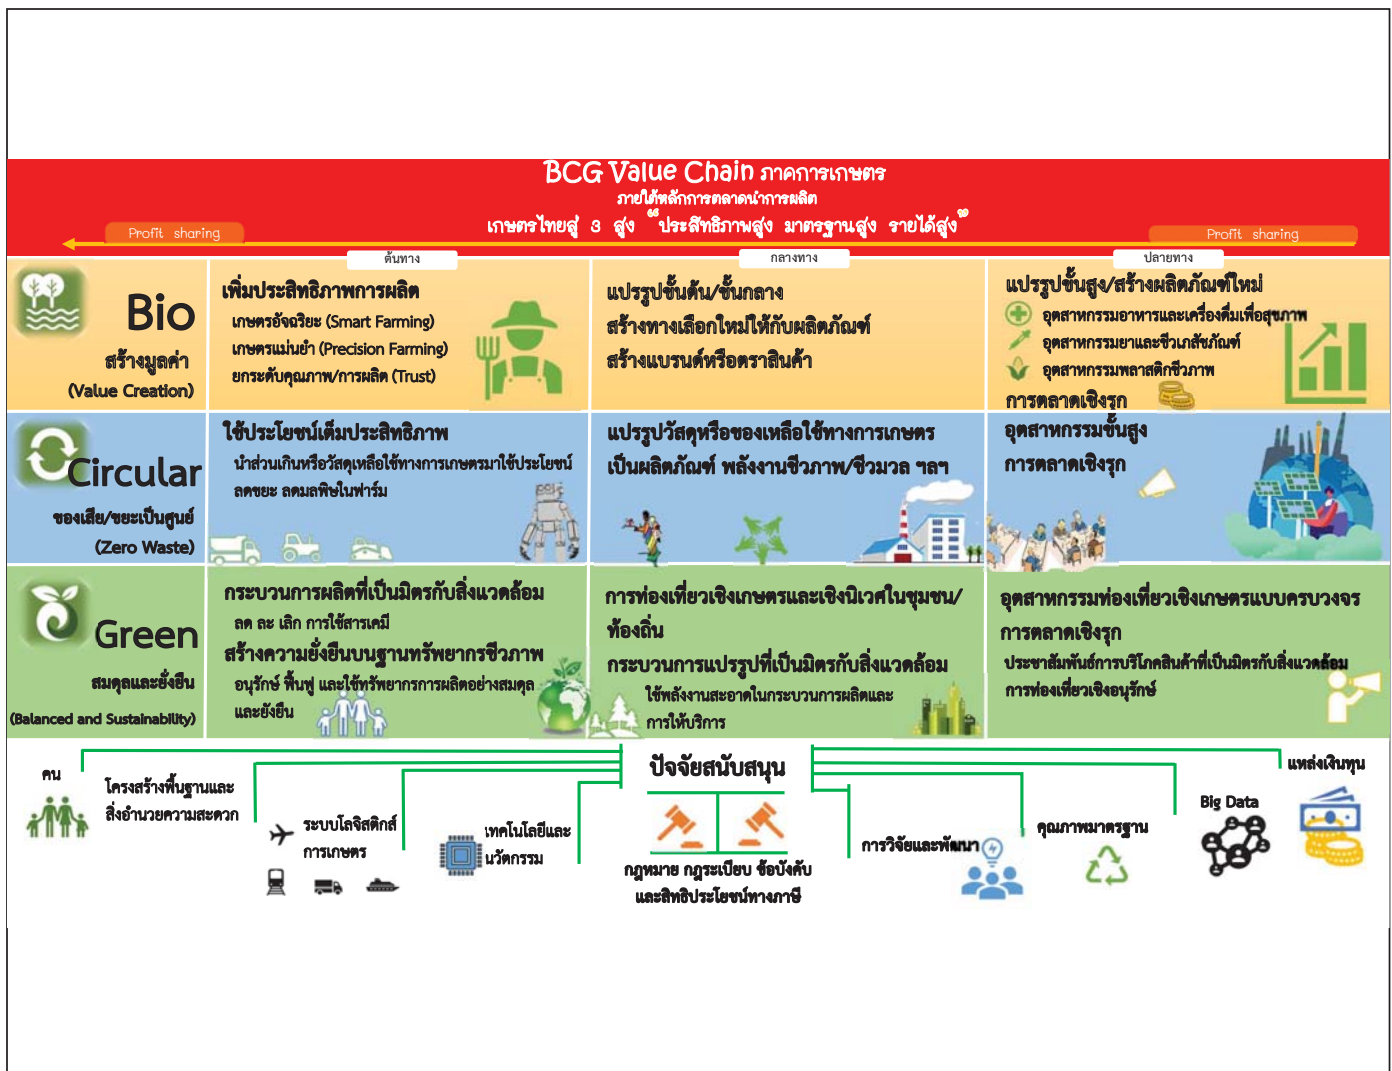 BCG Value Chain ภาคการเกษตร
ภายใต้หลักการตลาดนำการผลิต
เกษตรไทยสู่ 3 สูง “ประสิทธิภาพสูง มาตรฐานสูง รายได้สูง”
Profit sharing
Profit sharing
ต้นทาง
กลางทาง
ปลายทาง
Bio
สร้างมูลค่า
(Value Creation)
เพิ่มประสิทธิภาพการผลิต
เกษตรอัจฉริยะ (Smart Farming)
เกษตรแม่นยำ (Precision Farming)
ยกระดับคุณภาพ/การผลิต (Trust)
แปรรูปขั้นต้น/ขั้นกลาง
สร้างทางเลือกใหม่ให้กับผลิตภัณฑ์
สร้างแบรนด์หรือตราสินค้า
แปรรูปขั้นสูง/สร้างผลิตภัณฑ์ใหม่
อุตสาหกรรมอาหารและเครื่องดื่มเพื่อสุขภาพ
อุตสาหกรรมยาและชีวเภสัชภัณฑ์
อุตสาหกรรมพลาสติกชีวภาพ
การตลาดเชิงรุก
Circular
ของเสีย/ขยะเป็นศูนย์
(Zero Waste)
ใช้ประโยชน์เต็มประสิทธิภาพ
นำส่วนเกินหรือวัสดุเหลือใช้ทางการเกษตรมาใช้ประโยชน์
ลดขยะ ลดมลพิษในฟาร์ม
แปรรูปวัสดุหรือของเหลือใช้ทางการเกษตร
เป็นผลิตภัณฑ์ พลังงานชีวภาพ/ชีวมวล ฯลฯ
อุตสาหกรรมขั้นสูง
การตลาดเชิงรุก
Green
สมดุลและยั่งยืน
(Balanced and Sustainability)
กระบวนการผลิตที่เป็นมิตรกับสิ่งแวดล้อม
ลด ละ เลิก การใช้สารเคมี
สร้างความยั่งยืนบนฐานทรัพยากรชีวภาพ
อนุรักษ์ ฟื้นฟู และใช้ทรัพยากรการผลิตอย่างสมดุล
และยั่งยืน
การท่องเที่ยวเชิงเกษตรและเชิงนิเวศในชุมชน/
ท้องถิ่น
กระบวนการแปรรูปที่เป็นมิตรกับสิ่งแวดล้อม
ใช้พลังงานสะอาดในกระบวนการผลิตและ
การให้บริการ
อุตสาหกรรมท่องเที่ยวเชิงเกษตรแบบครบวงจร
การตลาดเชิงรุก
ประชาสัมพันธ์การบริโภคสินค้าที่เป็นมิตรกับสิ่งแวดล้อม
การท่องเที่ยวเชิงอนุรักษ์
ปัจจัยสนับสนุน
คน
โครงสร้างพื้นฐานและ
สิ่งอำนวยความสะดวก
ระบบโลจิสติกส์
การเกษตร
เทคโนโลยีและ
นวัตกรรม
กฎหมาย กฎระเบียบ ข้อบังคับ
และสิทธิประโยชน์ทางภาษี
การวิจัยและพัฒนา
คุณภาพมาตรฐาน
Big Data
แหล่งเงินทุน